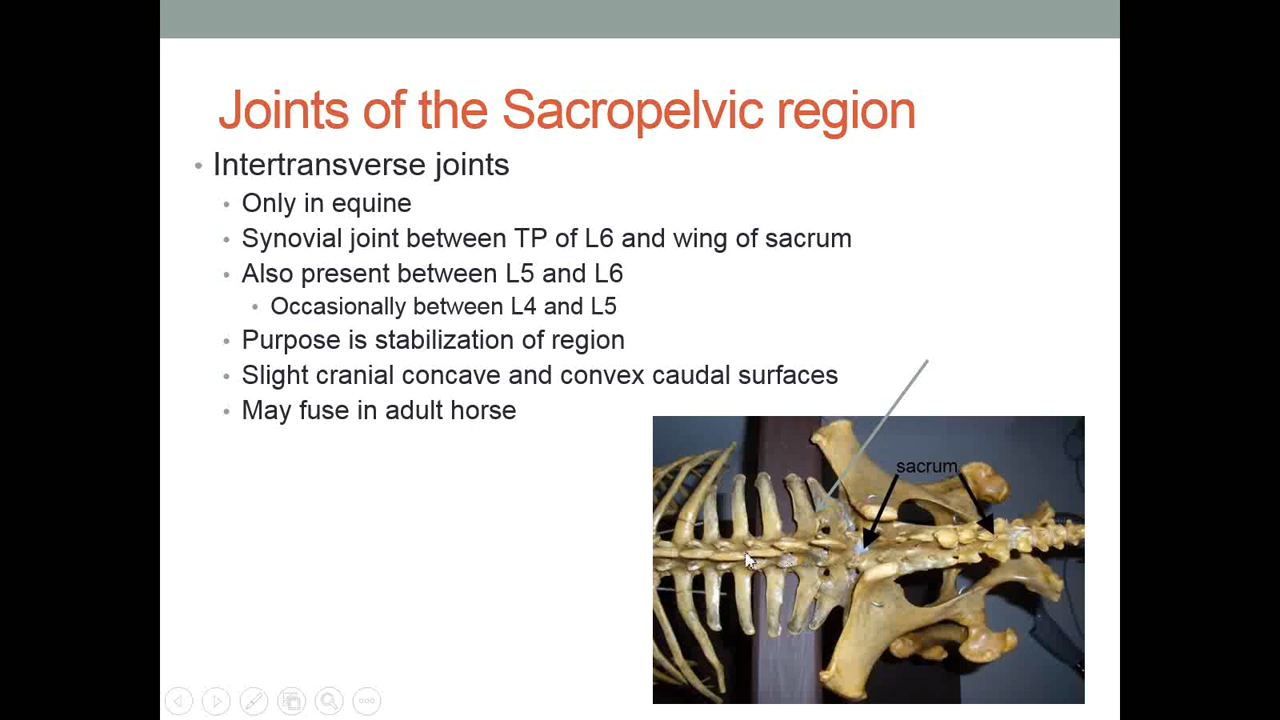 Joints of the Sacropelvic region
• Intertransverse joints
• Only in equine
• Synovial joint between TP of L6 and wing of sacrum
• Also present between L5 and L6
• Occasionally between L4 and L5
• Purpose is stabilization of region
• Slight cranial concave and convex caudal surfaces
• May fuse in adult horse
sacrum